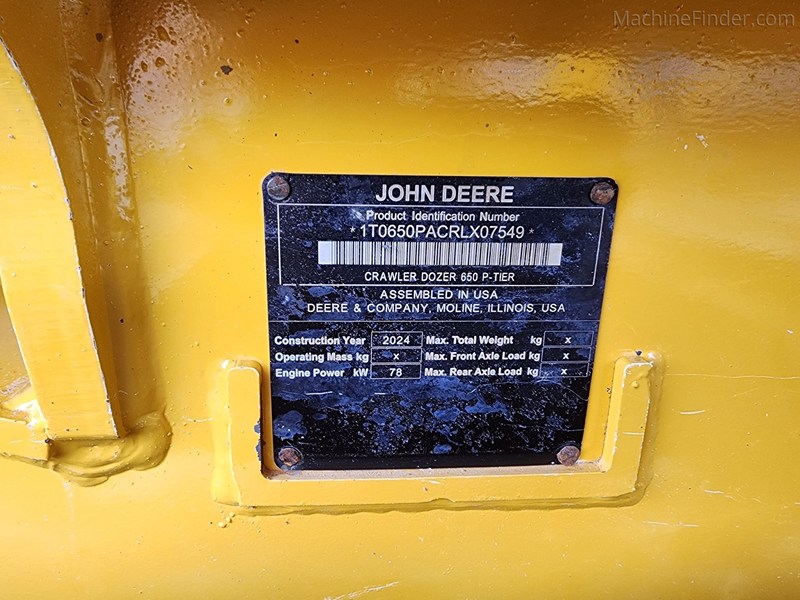 MachineFinder.com
JOHN DEERE
Product Identification Number
*1T0650PACRLX07549*
CRAWLER DOZER 650 P-TIER
ASSEMBLED IN USA
DEERE & COMPANY, MOLINE, ILLINOIS, USA
Construction Year 2024 Max. Total Weight kg x
Operating Mass kg x Max. Front Axle Load kg x
Engine Power kW 78 Max. Rear Axle Load kg x